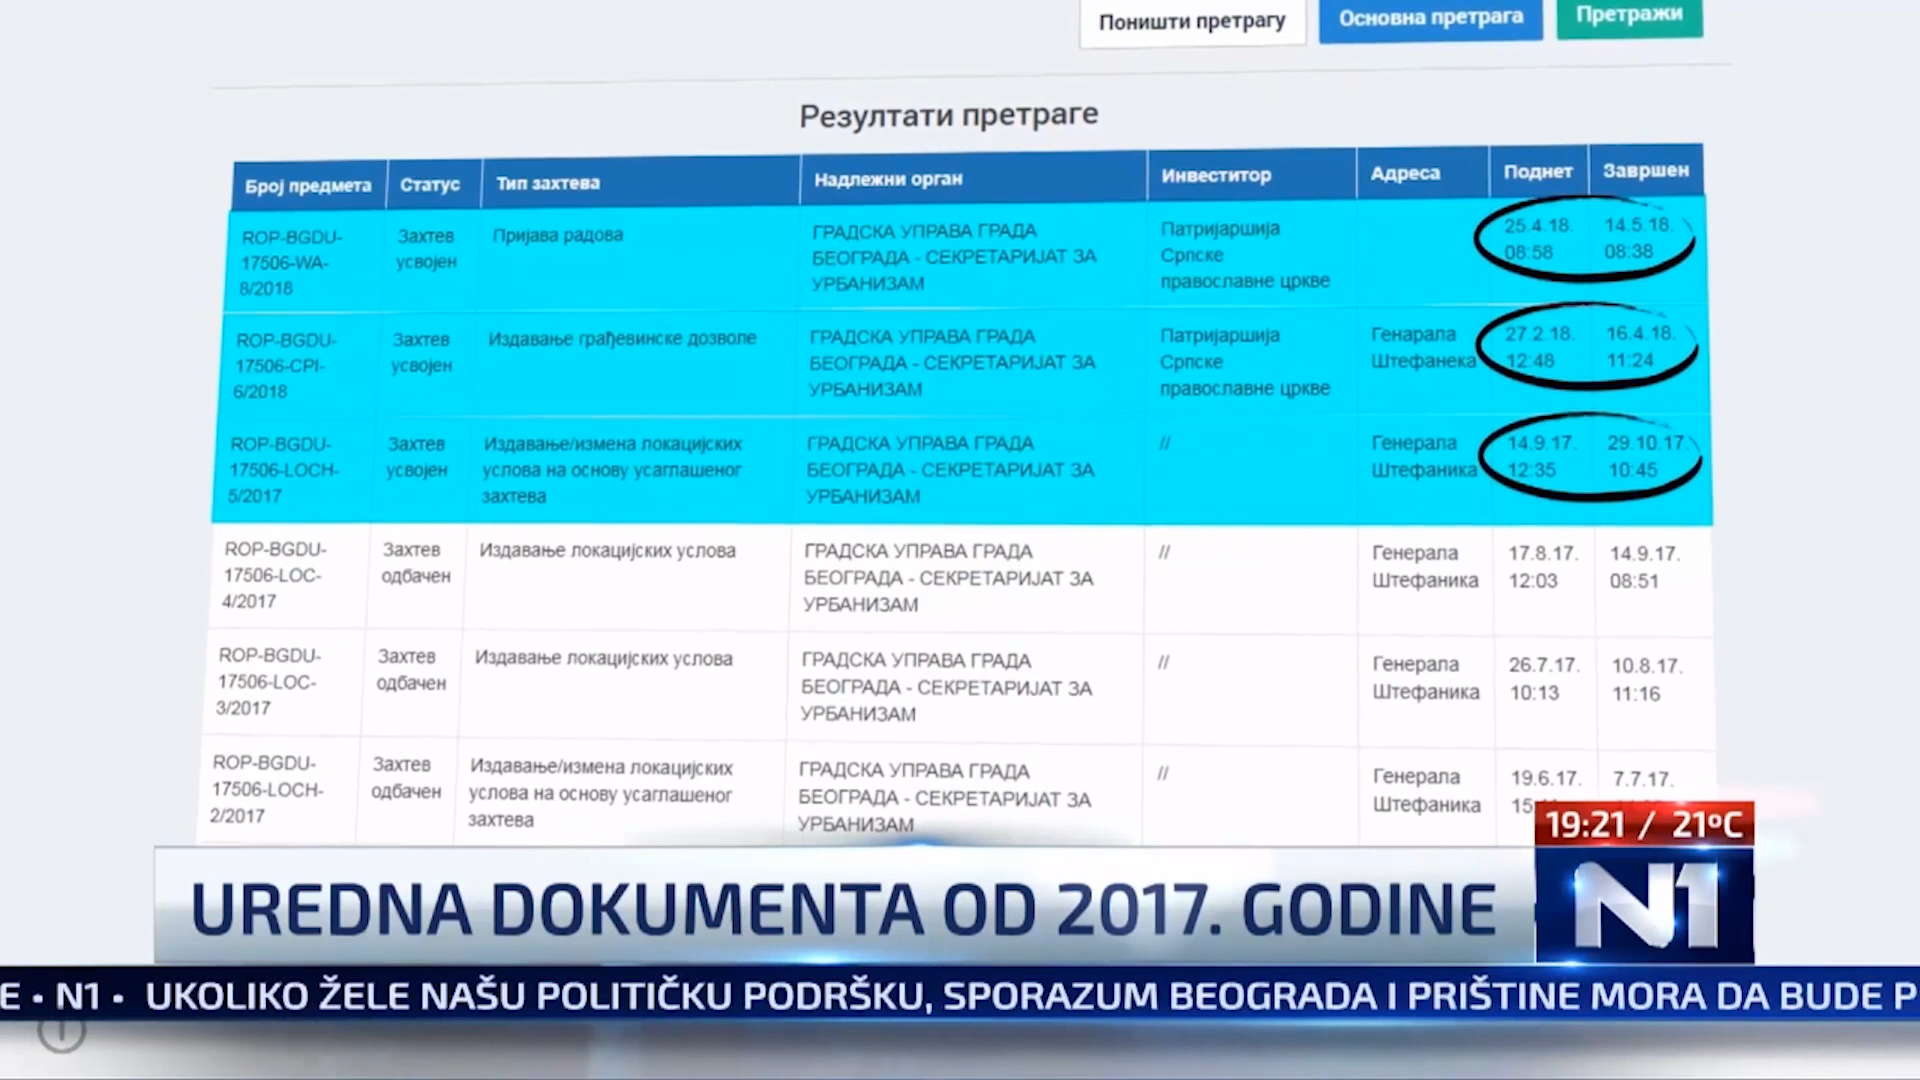 Поништи претрагу
Основна претрага
Претражи
Резултати претраге
Број предмета Статус Тип захтева Надлежни орган Инвеститор Адреса Поднет Завршен
ROP-BGDU- Захтев Пријава радова ГРАДСКА УПРАВА ГРАДА Патријаршија 25.4.18. 14.5.18.
17506-WA- усвојен БЕОГРАДА - СЕКРЕТАРИЈАТ ЗА Српске 08:58 08:38
8/2018 УРБАНИЗАМ православне цркве
ROP-BGDU- Захтев Издавање грађевинске дозволе ГРАДСКА УПРАВА ГРАДА Патријаршија Генарала 27.2.18. 16.4.18.
17506-CPI- усвојен БЕОГРАДА - СЕКРЕТАРИЈАТ ЗА Српске Штефанека 12:48 11:24
6/2018 УРБАНИЗАМ православне цркве
ROP-BGDU- Захтев Издавање/измена локацијских ГРАДСКА УПРАВА ГРАДА // Генерала 14.9.17. 29.10.17.
17506-LOCH- усвојен услова на основу усаглашеног БЕОГРАДА - СЕКРЕТАРИЈАТ ЗА Штефаника 12:35 10:45
5/2017 захтева УРБАНИЗАМ
ROP-BGDU- Захтев Издавање локацијских услова ГРАДСКА УПРАВА ГРАДА // Генерала 17.8.17. 14.9.17.
17506-LOC- одбачен БЕОГРАДА - СЕКРЕТАРИЈАТ ЗА Штефаника 12:03 08:51
4/2017 УРБАНИЗАМ
ROP-BGDU- Захтев Издавање локацијских услова ГРАДСКА УПРАВА ГРАДА // Генерала 26.7.17. 10.8.17.
17506-LOC- одбачен БЕОГРАДА - СЕКРЕТАРИЈАТ ЗА Штефаника 10:13 11:16
3/2017 УРБАНИЗАМ
ROP-BGDU- Захтев Издавање/измена локацијских ГРАДСКА УПРАВА ГРАДА // Генерала 19.6.17. 7.7.17.
17506-LOCH- одбачен услова на основу усаглашеног БЕОГРАДА - СЕКРЕТАРИЈАТ ЗА Штефаника
2/2017 захтева УРБАНИЗАМ
19:21 / 21ºC
UREDNA DOKUMENTA OD 2017. GODINE
N1
E • N1 • UKOLIKO ŽELE NAŠU POLITIČKU PODRŠKU, SPORAZUM BEOGRADA I PRIŠTINE MORA DA BUDE P